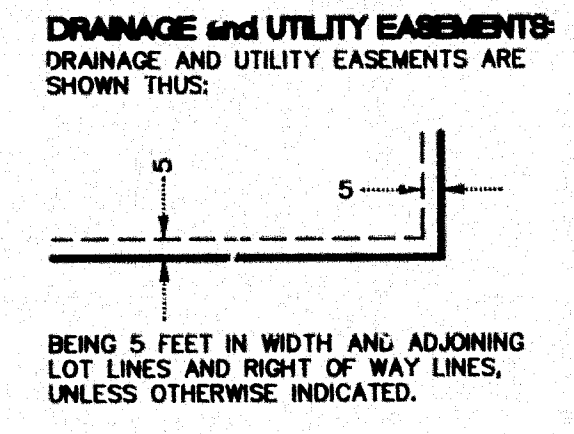 DRAINAGE and UTILITY EASEMENTS:
DRAINAGE AND UTILITY EASEMENTS ARE
SHOWN THUS:
5
5
BEING 5 FEET IN WIDTH AND ADJOINING
LOT LINES AND RIGHT OF WAY LINES,
UNLESS OTHERWISE INDICATED.